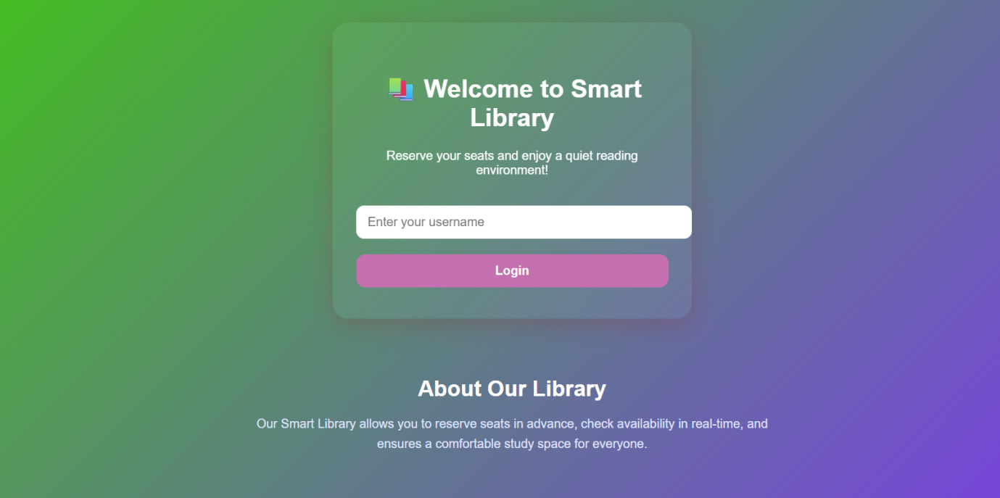 📚 Welcome to Smart
Library
Reserve your seats and enjoy a quiet reading
environment!
Enter your username
Login
About Our Library
Our Smart Library allows you to reserve seats in advance, check availability in real-time, and
ensures a comfortable study space for everyone.